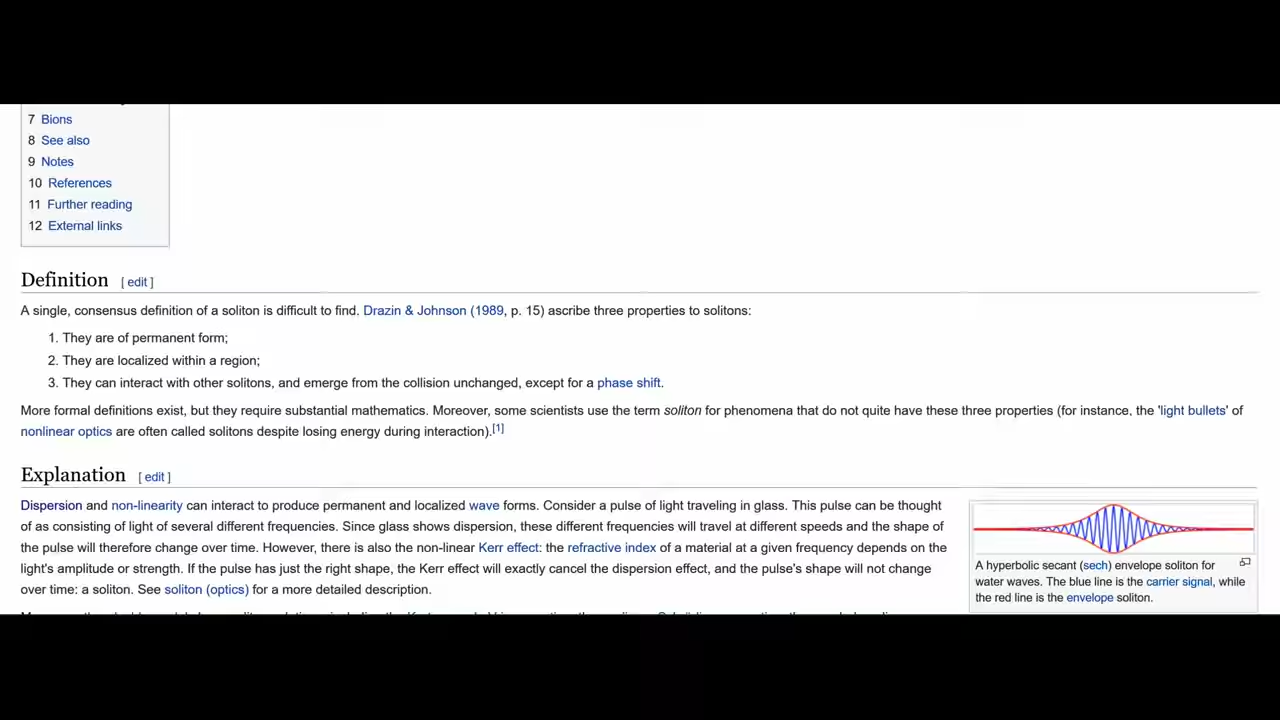 7 Bions
8 See also
9 Notes
10 References
11 Further reading
12 External links
Definition [ edit ]
A single, consensus definition of a soliton is difficult to find. Drazin & Johnson (1989, p. 15) ascribe three properties to solitons:
1. They are of permanent form;
2. They are localized within a region;
3. They can interact with other solitons, and emerge from the collision unchanged, except for a phase shift.
More formal definitions exist, but they require substantial mathematics. Moreover, some scientists use the term soliton for phenomena that do not quite have these three properties (for instance, the 'light bullets' of
nonlinear optics are often called solitons despite losing energy during interaction).[1]
Explanation [ edit ]
Dispersion and non-linearity can interact to produce permanent and localized wave forms. Consider a pulse of light traveling in glass. This pulse can be thought
of as consisting of light of several different frequencies. Since glass shows dispersion, these different frequencies will travel at different speeds and the shape of
the pulse will therefore change over time. However, there is also the non-linear Kerr effect: the refractive index of a material at a given frequency depends on the
light's amplitude or strength. If the pulse has just the right shape, the Kerr effect will exactly cancel the dispersion effect, and the pulse's shape will not change
over time: a soliton. See soliton (optics) for a more detailed description.
A hyperbolic secant (sech) envelope soliton for
water waves. The blue line is the carrier signal, while
the red line is the envelope soliton.